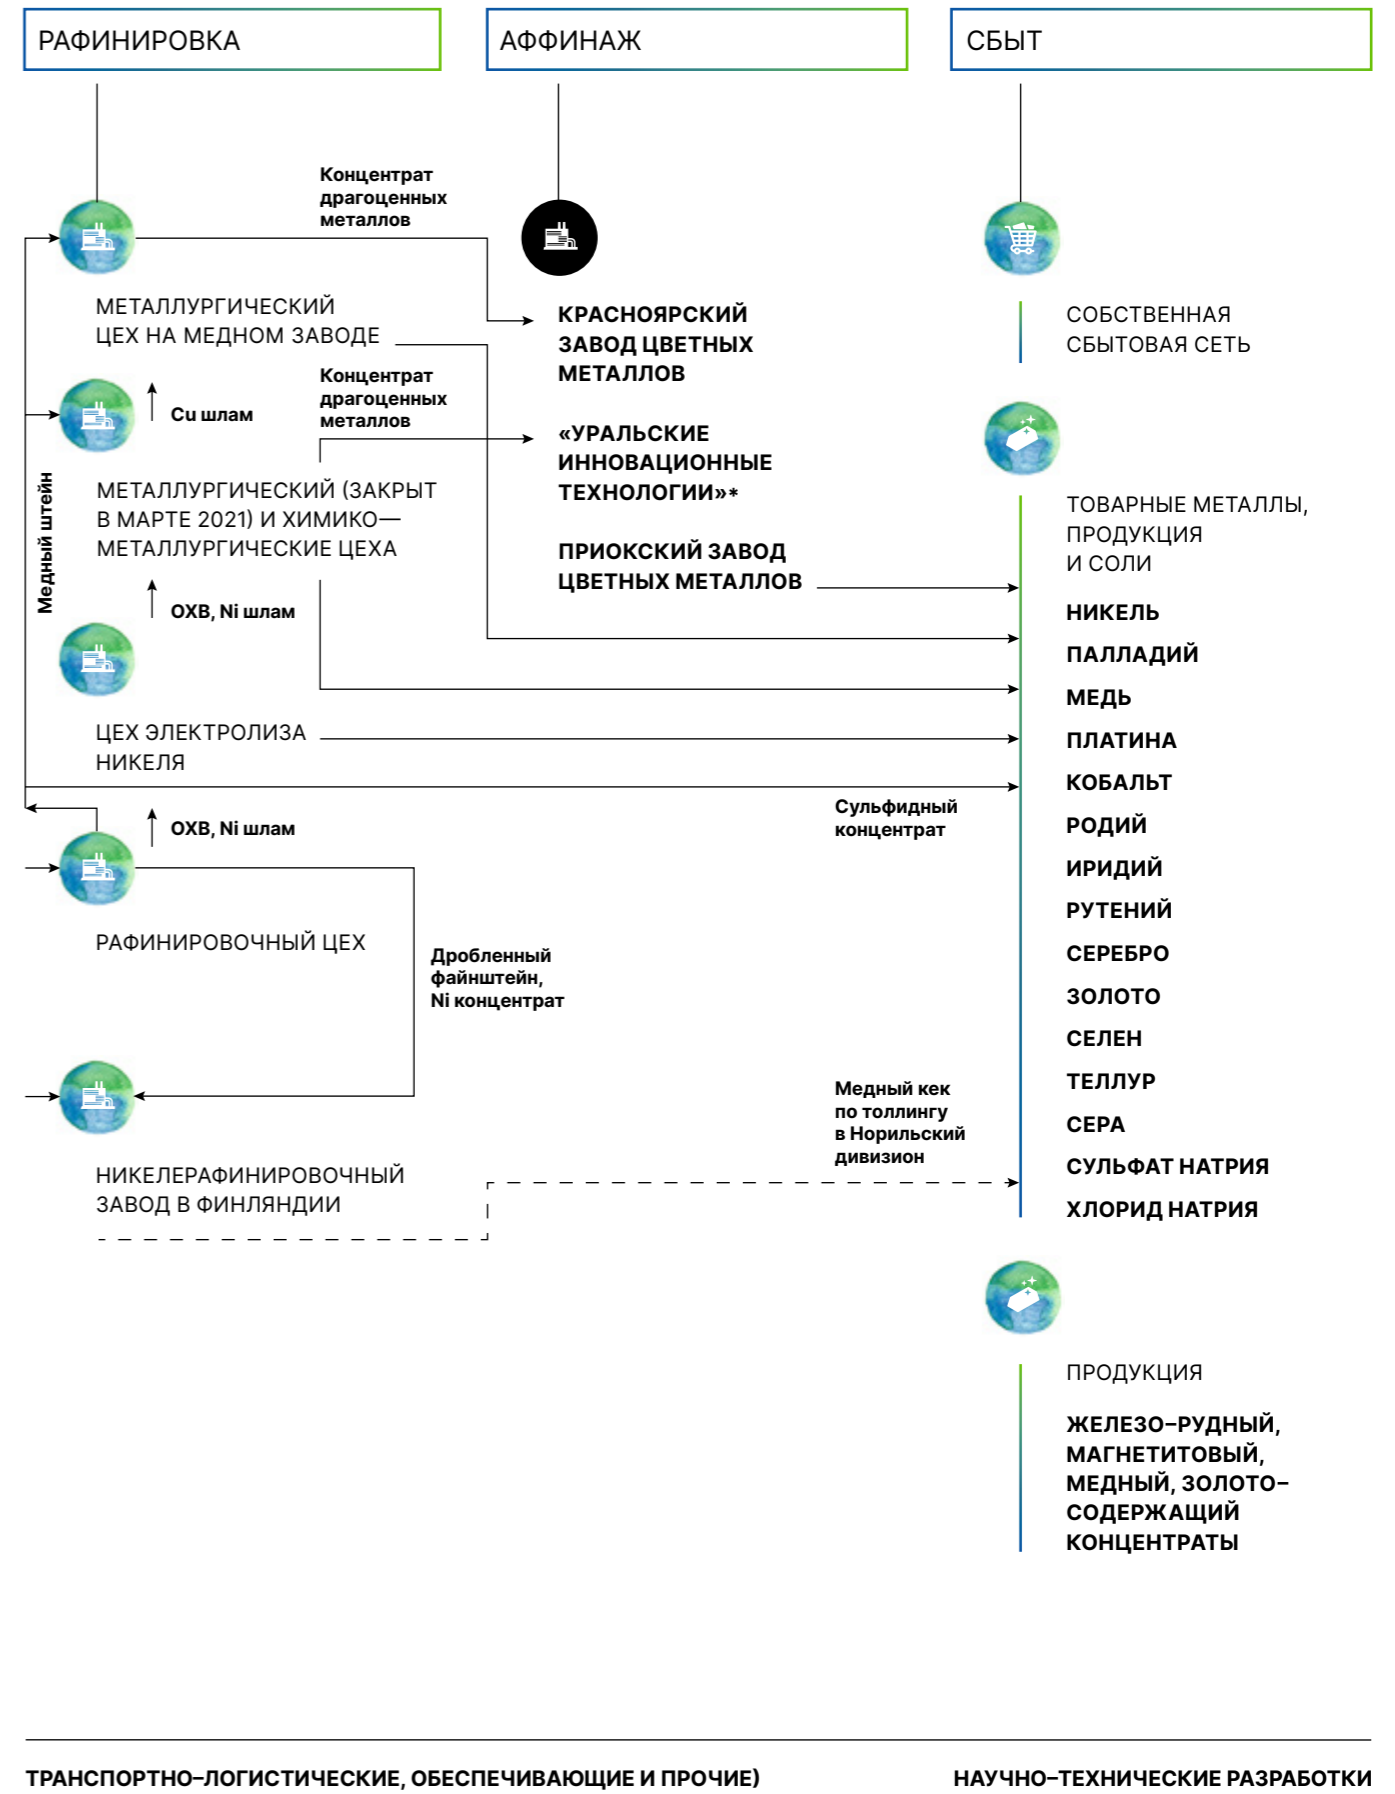 РАФИНИРОВКА
АФФИНАЖ
СБЫТ
Концентрат
драгоценных
металлов
МЕТАЛЛУРГИЧЕСКИЙ
ЦЕХ НА МЕДНОМ ЗАВОДЕ
КРАСНОЯРСКИЙ
ЗАВОД ЦВЕТНЫХ
МЕТАЛЛОВ
СОБСТВЕННАЯ
СБЫТОВАЯ СЕТЬ
Концентрат
драгоценных
металлов
Cu шлам
«УРАЛЬСКИЕ
ИННОВАЦИОННЫЕ
ТЕХНОЛОГИИ»*
Медный штейн
МЕТАЛЛУРГИЧЕСКИЙ (ЗАКРЫТ
В МАРТЕ 2021) И ХИМИКО—
МЕТАЛЛУРГИЧЕСКИЕ ЦЕХА
ПРИОКСКИЙ ЗАВОД
ЦВЕТНЫХ МЕТАЛЛОВ
ОХВ, Ni шлам
ЦЕХ ЭЛЕКТРОЛИЗА
НИКЕЛЯ
Сульфидный
концентрат
ОХВ, Ni шлам
РАФИНИРОВОЧНЫЙ ЦЕХ
Дробленный
файнштейн,
Ni концентрат
Медный кек
по толлингу
в Норильский
дивизион
НИКЕЛЕРАФИНИРОВОЧНЫЙ
ЗАВОД В ФИНЛЯНДИИ
ТОВАРНЫЕ МЕТАЛЛЫ,
ПРОДУКЦИЯ
И СОЛИ
НИКЕЛЬ
ПАЛЛАДИЙ
МЕДЬ
ПЛАТИНА
КОБАЛЬТ
РОДИЙ
ИРИДИЙ
РУТЕНИЙ
СЕРЕБРО
ЗОЛОТО
СЕЛЕН
ТЕЛЛУР
СЕРА
СУЛЬФАТ НАТРИЯ
ХЛОРИД НАТРИЯ
ПРОДУКЦИЯ
ЖЕЛЕЗО–РУДНЫЙ,
МАГНЕТИТОВЫЙ,
МЕДНЫЙ, ЗОЛОТО–
СОДЕРЖАЩИЙ
КОНЦЕНТРАТЫ
ТРАНСПОРТНО–ЛОГИСТИЧЕСКИЕ, ОБЕСПЕЧИВАЮЩИЕ И ПРОЧИЕ)
НАУЧНО–ТЕХНИЧЕСКИЕ РАЗРАБОТКИ